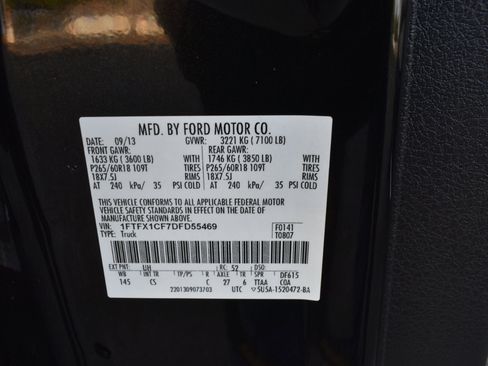 MFD. BY FORD MOTOR CO.
DATE: 09/13 GVWR: 3221 KG ( 7100 LB)
FRONT GAWR: REAR GAWR:
1633 KG ( 3600 LB) 1746 KG ( 3850 LB)
P265/60R18 109T TIRES P265/60R18 109T TIRES
18X7.5J RIMS 18X7.5J RIMS
AT 240 kPa/ 35 PSI COLD AT 240 kPa/ 35 PSI COLD
THIS VEHICLE CONFORMS TO ALL APPLICABLE FEDERAL MOTOR
VEHICLE SAFETY STANDARDS IN EFFECT ON THE DATE OF
MANUFACTURE SHOWN ABOVE.
VIN: 1FTFX1CF7DFD55469 F0141
TYPE: Truck T0807
EXT PNT: UH RC: 52 DSO:
WB INT TR TP/PS R AXLE TR SPR DF615
145 CS C 27 6 TTAA COA
2201309073703 UTC 5U5A-1520472-BA